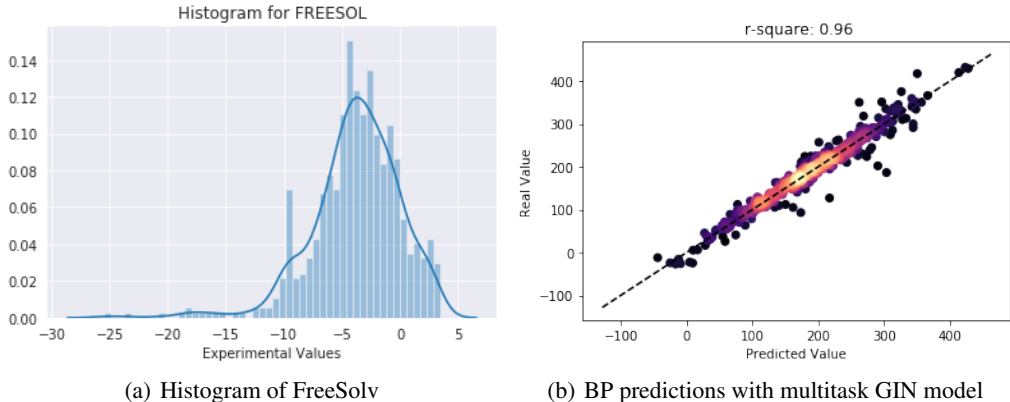 Histogram for FREESOL
0.14
0.12
0.10
0.08
0.06
0.04
0.02
0.00
−30 −25 −20 −15 −10 −5 0 5
Experimental Values
(a) Histogram of FreeSolv
r-square: 0.96
Real Value
400
300
200
100
0
−100
−100 0 100 200 300 400
Predicted Value
(b) BP predictions with multitask GIN model